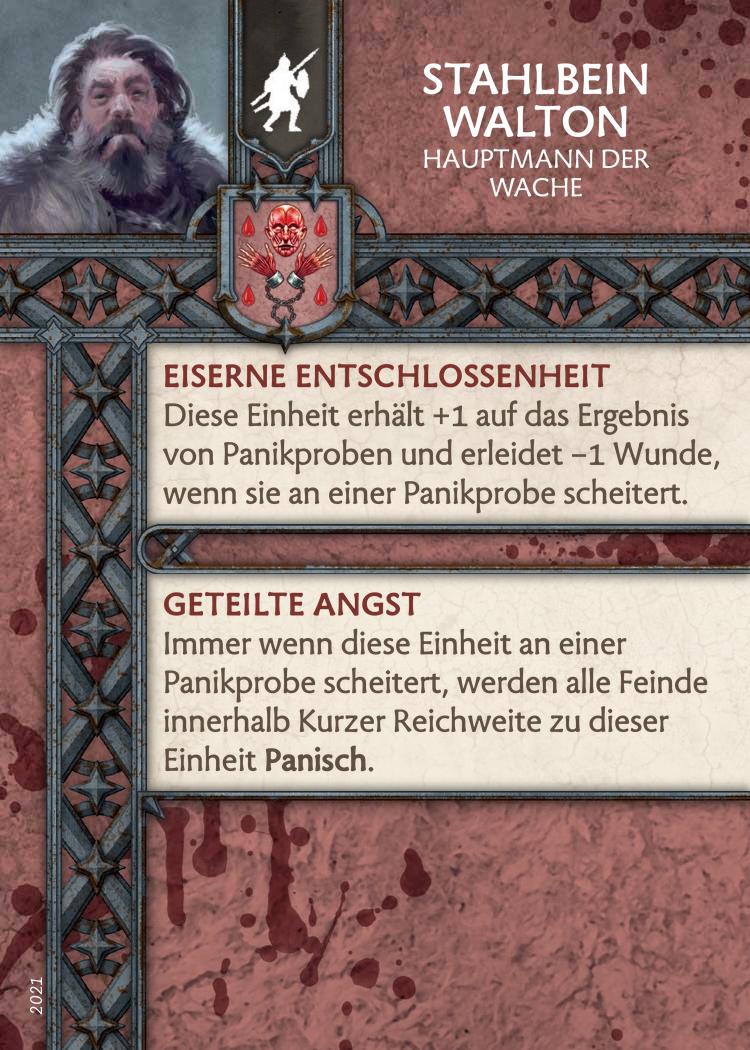 STAHLBEIN
WALTON
HAUPTMANN DER
WACHE
EISERNE ENTSCHLOSSENHEIT
Diese Einheit erhält +1 auf das Ergebnis
von Panikproben und erleidet −1 Wunde,
wenn sie an einer Panikprobe scheitert.
GETEILTE ANGST
Immer wenn diese Einheit an einer
Panikprobe scheitert, werden alle Feinde
innerhalb Kurzer Reichweite zu dieser
Einheit Panisch.
2021